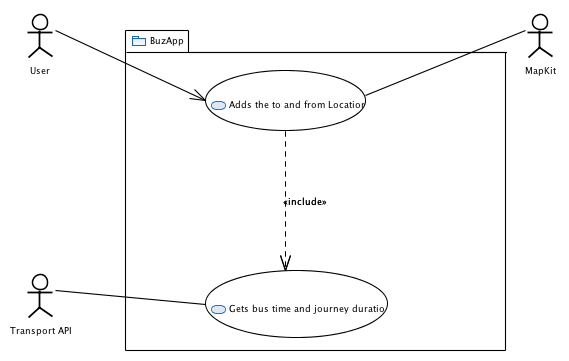 BuzApp
User
MapKit
Adds the to and from Location
«include»
Gets bus time and journey duratio
Transport API